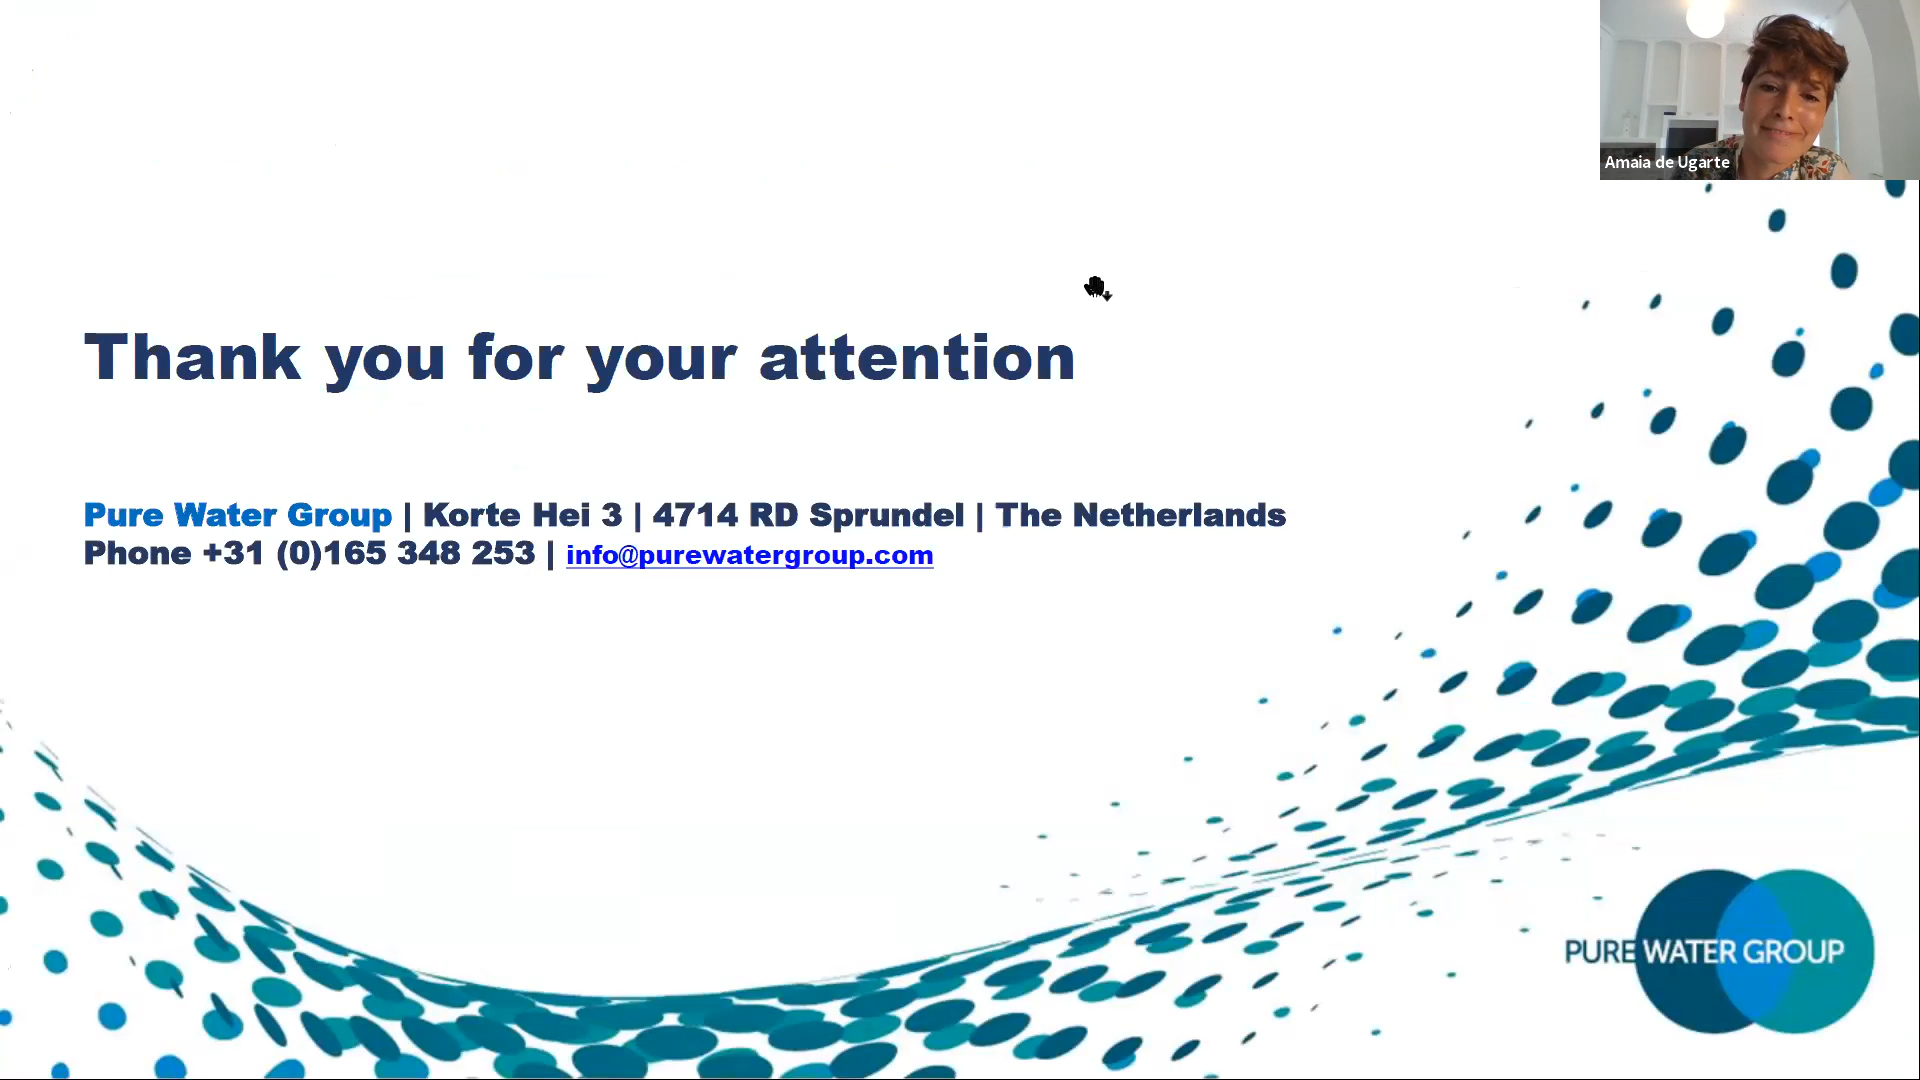 Amaia de Ugarte
Thank you for your attention
Pure Water Group | Korte Hei 3 | 4714 RD Sprundel | The Netherlands
Phone +31 (0)165 348 253 | info@purewatergroup.com
PURE WATER GROUP